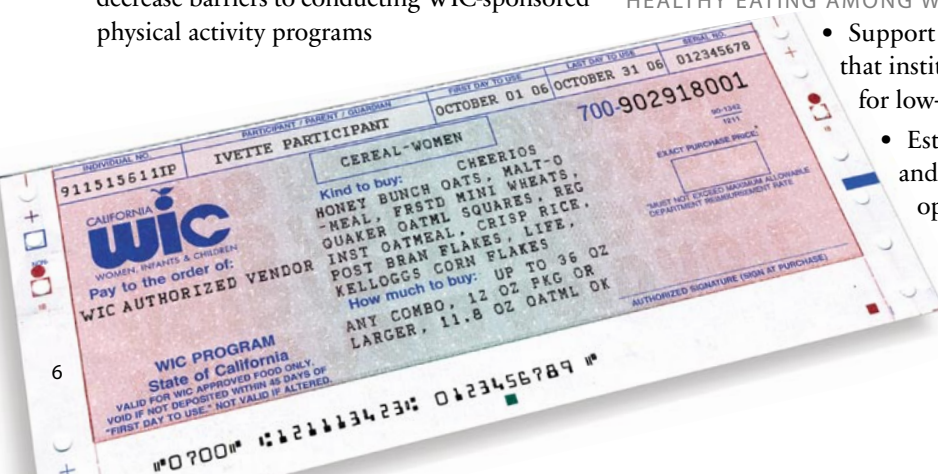 decrease barriers to conducting WIC-sponsored
physical activity programs
HEALTHY EATING AMONG W
• Support
that instit
for low-
• Est
and
op
INDIVIDUAL NO.
PARTICIPANT / PARENT / GUARDIAN
FIRST DAY TO USE
LAST DAY TO USE
SERIAL NO.
911515611IP
IVETTE PARTICIPANT
OCTOBER 01 06
OCTOBER 31 06
012345678
CEREAL-WOMEN
700-902918001
90-1342
1211
CALIFORNIA
wic
WOMEN, INFANTS & CHILDREN
Pay to the order of:
WIC AUTHORIZED VENDOR
Kind to buy: CHEERIOS
HONEY BUNCH OATS, MALT-O
-MEAL, FRSTD MINI WHEATS,
QUAKER OATML SQUARES, REG
INST OATMEAL, CRISP RICE,
POST BRAN FLAKES, LIFE,
KELLOGGS CORN FLAKES
How much to buy: UP TO 36 OZ
ANY COMBO, 12 OZ PKG OR
LARGER, 11.8 OZ OATML OK
EXACT PURCHASE PRICE*
*MUST NOT EXCEED MAXIMUM ALLOWABLE
DEPARTMENT REIMBURSEMENT RATE
AUTHORIZED SIGNATURE (SIGN AT PURCHASE)
WIC PROGRAM
State of California
VALID FOR WIC APPROVED FOOD ONLY.
VOID IF NOT DEPOSITED WITHIN 45 DAYS OF
"FIRST DAY TO USE." NOT VALID IF ALTERED.
⑈0700⑈ ⑆121113423⑆ 0123456789 ⑈
6